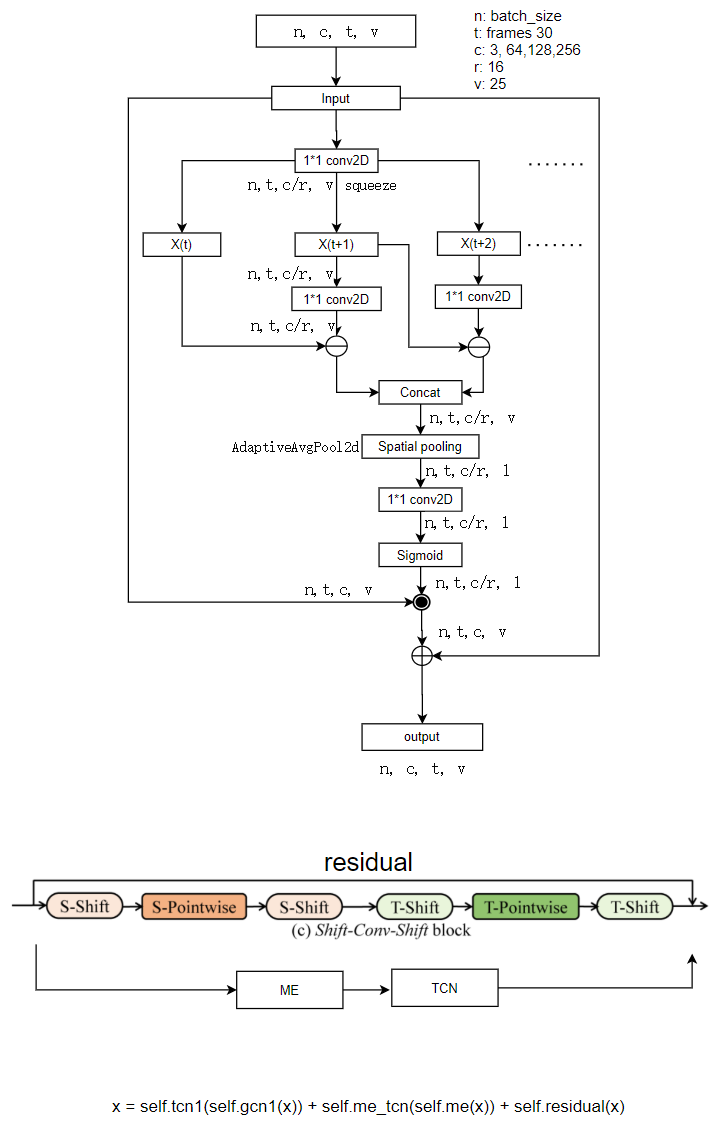 n, c, t, v
n: batch_size
t: frames 30
c: 3, 64,128,256
r: 16
v: 25
Input
1*1 conv2D
.......
n,t,c/r, v squeeze
X(t)
X(t+1)
X(t+2)
.......
n,t,c/r, v
1*1 conv2D
1*1 conv2D
n,t,c/r, v
Concat
n,t,c/r, v
AdaptiveAvgPool2d
Spatial pooling
n,t,c/r, 1
1*1 conv2D
n,t,c/r, 1
Sigmoid
n,t,c/r, 1
n,t,c, v
n,t,c, v
output
n, c, t, v
residual
S-Shift
S-Pointwise
S-Shift
T-Shift
T-Pointwise
T-Shift
(c) Shift-Conv-Shift block
ME
TCN
x = self.tcn1(self.gcn1(x)) + self.me_tcn(self.me(x)) + self.residual(x)